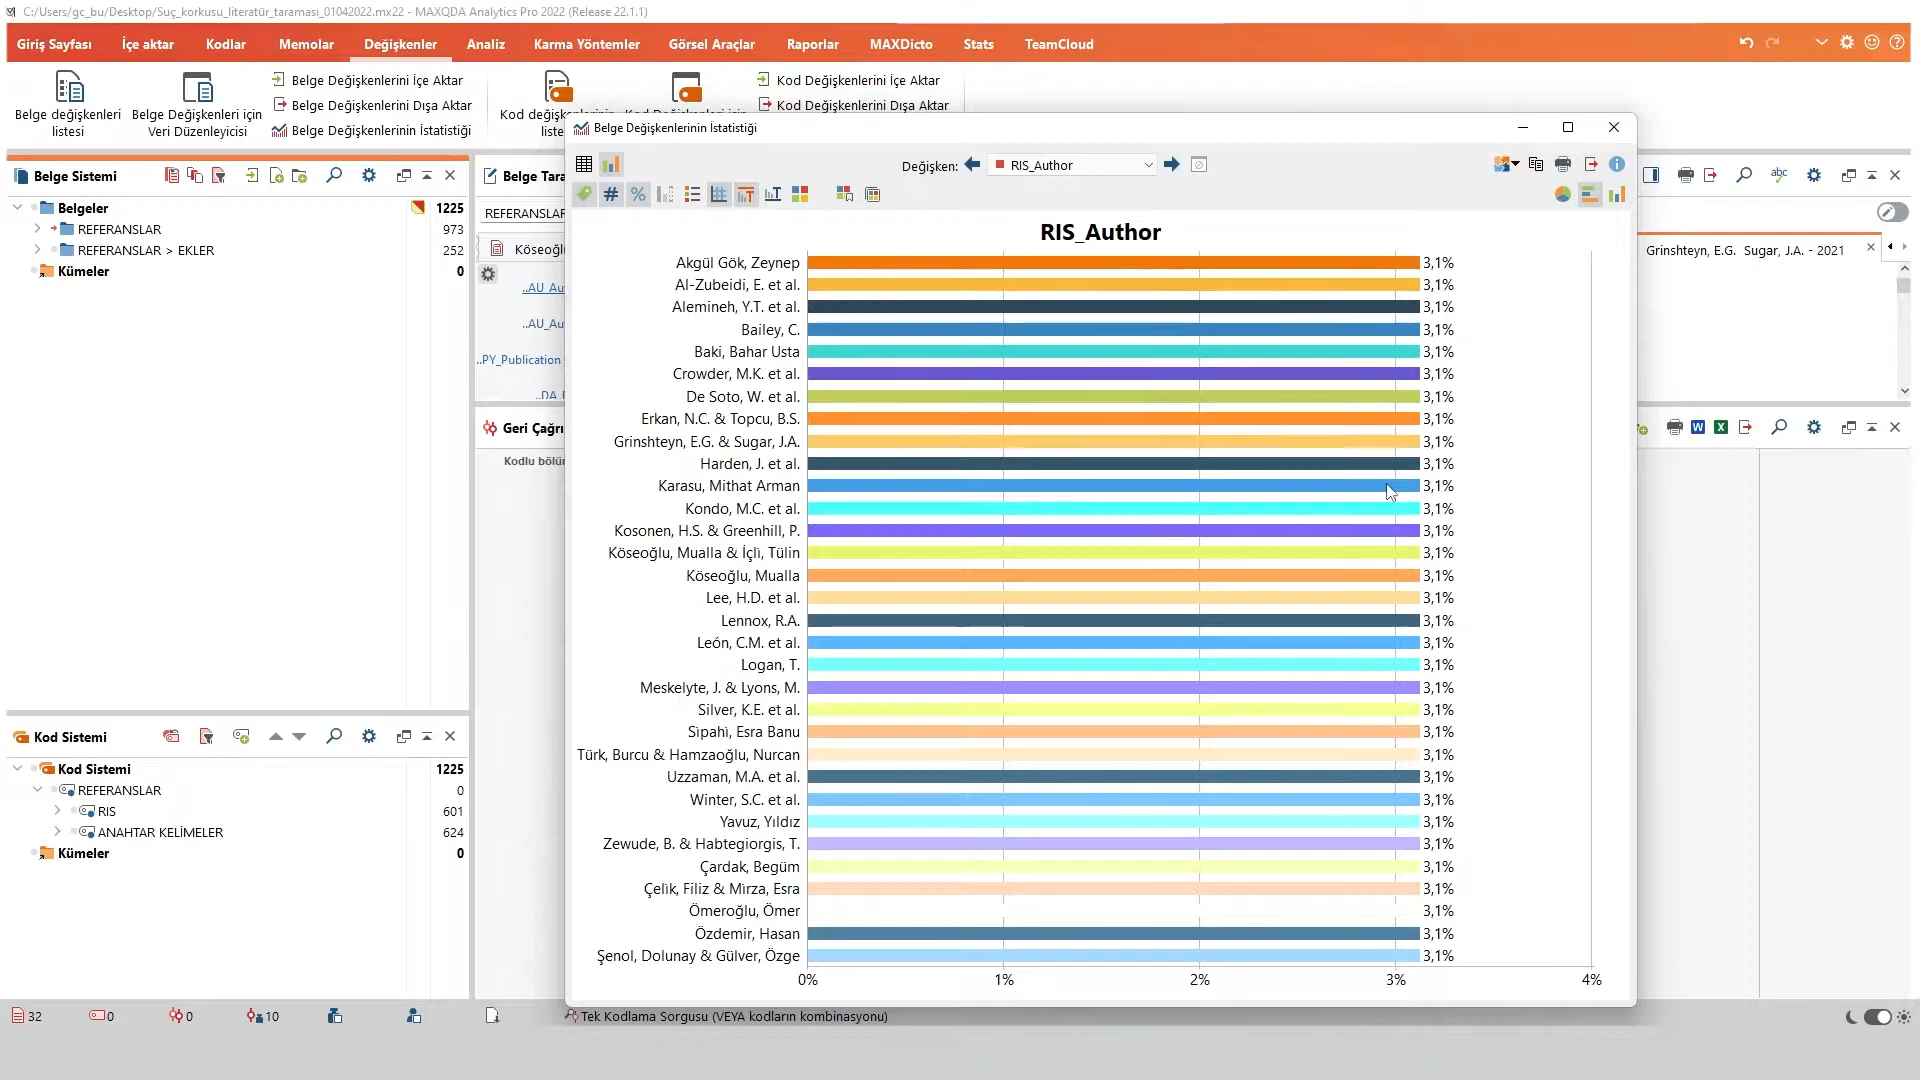 C:/Users/gc_bu/Desktop/Suç_korkusu_literatür_taraması_01042022.mx22 - MAXQDA Analytics Pro 2022 (Release 22.1.1)
Giriş Sayfası İçe aktar Kodlar Memolar Değişkenler Analiz Karma Yöntemler Görsel Araçlar Raporlar MAXDicto Stats TeamCloud
Belge değişkenleri listesi
Belge Değişkenleri için Veri Düzenleyicisi
Belge Değişkenlerini İçe Aktar
Belge Değişkenlerini Dışa Aktar
Belge Değişkenlerinin İstatistiği
Kod Değişkenlerini İçe Aktar
Kod Değişkenlerini Dışa Aktar
Belge Değişkenlerinin İstatistiği
Belge Sistemi
Belgeler 1225
REFERANSLAR 973
REFERANSLAR > EKLER 252
Kümeler 0
Belge Tara
REFERANSLAR
Köseoğlu
..AU_Au
..AU_Au
..PY_Publication
Geri Çağrı
Kodlu bölü
Grinshteyn, E.G. Sugar, J.A. - 2021
Değişken: RIS_Author
RIS_Author
Akgül Gök, Zeynep 3,1%
Al-Zubeidi, E. et al. 3,1%
Alemineh, Y.T. et al. 3,1%
Bailey, C. 3,1%
Baki, Bahar Usta 3,1%
Crowder, M.K. et al. 3,1%
De Soto, W. et al. 3,1%
Erkan, N.C. & Topcu, B.S. 3,1%
Grinshteyn, E.G. & Sugar, J.A. 3,1%
Harden, J. et al. 3,1%
Karasu, Mithat Arman 3,1%
Kondo, M.C. et al. 3,1%
Kosonen, H.S. & Greenhill, P. 3,1%
Köseoğlu, Mualla & İçli, Tülin 3,1%
Köseoğlu, Mualla 3,1%
Lee, H.D. et al. 3,1%
Lennox, R.A. 3,1%
León, C.M. et al. 3,1%
Logan, T. 3,1%
Meskelyte, J. & Lyons, M. 3,1%
Silver, K.E. et al. 3,1%
Sipahi, Esra Banu 3,1%
Türk, Burcu & Hamzaoğlu, Nurcan 3,1%
Uzzaman, M.A. et al. 3,1%
Winter, S.C. et al. 3,1%
Yavuz, Yıldız 3,1%
Zewude, B. & Habtegiorgis, T. 3,1%
Çardak, Begüm 3,1%
Çelik, Filiz & Mirza, Esra 3,1%
Ömeroğlu, Ömer 3,1%
Özdemir, Hasan 3,1%
Şenol, Dolunay & Gülver, Özge 3,1%
0% 1% 2% 3% 4%
Kod Sistemi
Kod Sistemi 1225
REFERANSLAR 0
RIS 601
ANAHTAR KELİMELER 624
Kümeler 0
32 0 0 10
Tek Kodlama Sorgusu (VEYA kodların kombinasyonu)